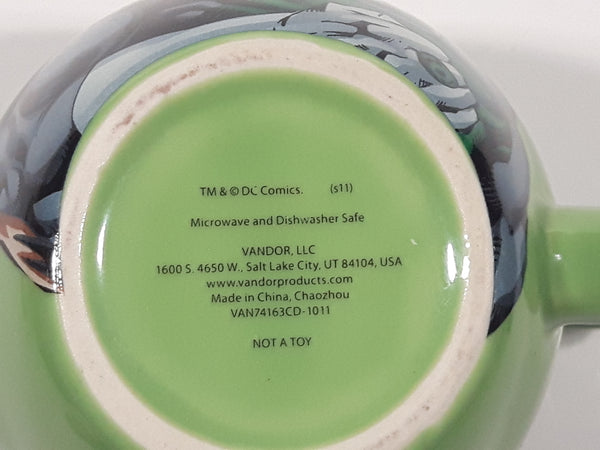 TM & © DC Comics. (s11)
Microwave and Dishwasher Safe
VANDOR, LLC
1600 S. 4650 W., Salt Lake City, UT 84104, USA
www.vandorproducts.com
Made in China, Chaozhou
VAN74163CD-1011
NOT A TOY